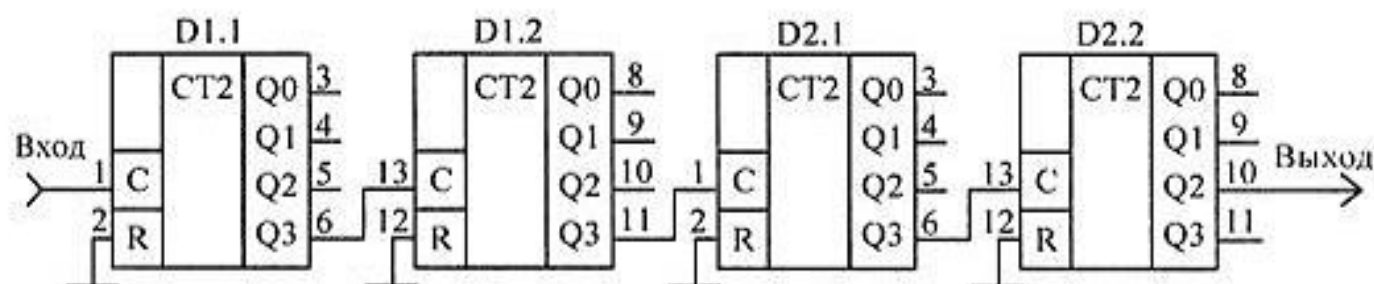 D1.1 D1.2 D2.1 D2.2
CT2 Q0 3 CT2 Q0 8 CT2 Q0 3 CT2 Q0 8
Q1 4 Q1 9 Q1 4 Q1 9
Вход 1 C Q2 5 13 C Q2 10 1 C Q2 5 13 C Q2 10 Выход
2 R Q3 6 12 R Q3 11 2 R Q3 6 12 R Q3 11